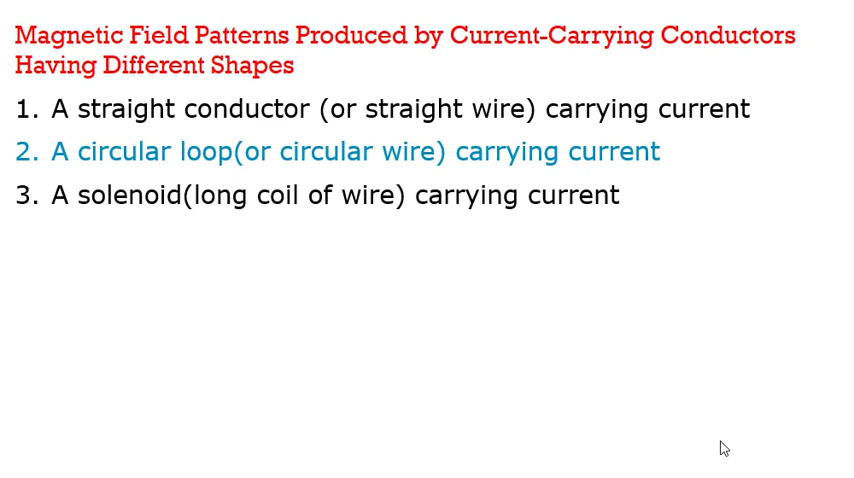 Magnetic Field Patterns Produced by Current-Carrying Conductors
Having Different Shapes
1. A straight conductor (or straight wire) carrying current
2. A circular loop(or circular wire) carrying current
3. A solenoid(long coil of wire) carrying current